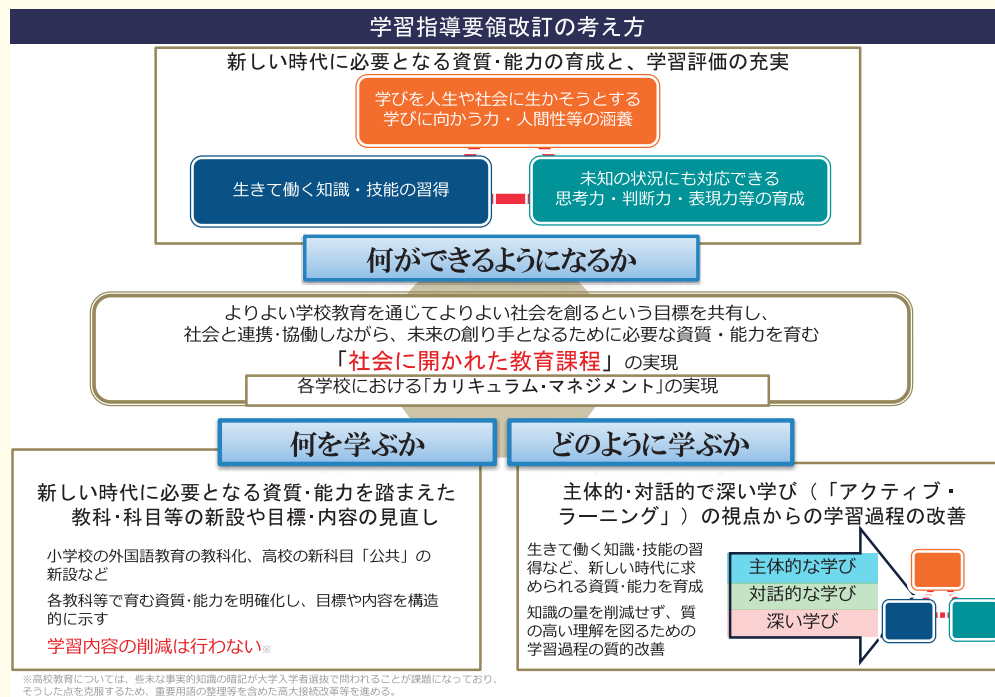 学習指導要領改訂の考え方
新しい時代に必要となる資質･能力の育成と、学習評価の充実
学びを人生や社会に生かそうとする
学びに向かう力・人間性等の涵養
生きて働く知識・技能の習得
未知の状況にも対応できる
思考力・判断力・表現力等の育成
何ができるようになるか
よりよい学校教育を通じてよりよい社会を創るという目標を共有し、
社会と連携･協働しながら、未来の創り手となるために必要な資質・能力を育む
「社会に開かれた教育課程」の実現
各学校における｢カリキュラム･マネジメント｣の実現
何を学ぶか
新しい時代に必要となる資質･能力を踏まえた
教科･科目等の新設や目標･内容の見直し
小学校の外国語教育の教科化、高校の新科目「公共」の
新設など
各教科等で育む資質･能力を明確化し、目標や内容を構造
的に示す
学習内容の削減は行わない※
どのように学ぶか
主体的･対話的で深い学び（「アクティブ・
ラーニング」）の視点からの学習過程の改善
生きて働く知識･技能の習
得など、新しい時代に求
められる資質･能力を育成
知識の量を削減せず、質
の高い理解を図るための
学習過程の質的改善
主体的な学び
対話的な学び
深い学び
※高校教育については、些末な事実的知識の暗記が大学入学者選抜で問われることが課題になっており、
そうした点を克服するため、重要用語の整理等を含めた高大接続改革等を進める。